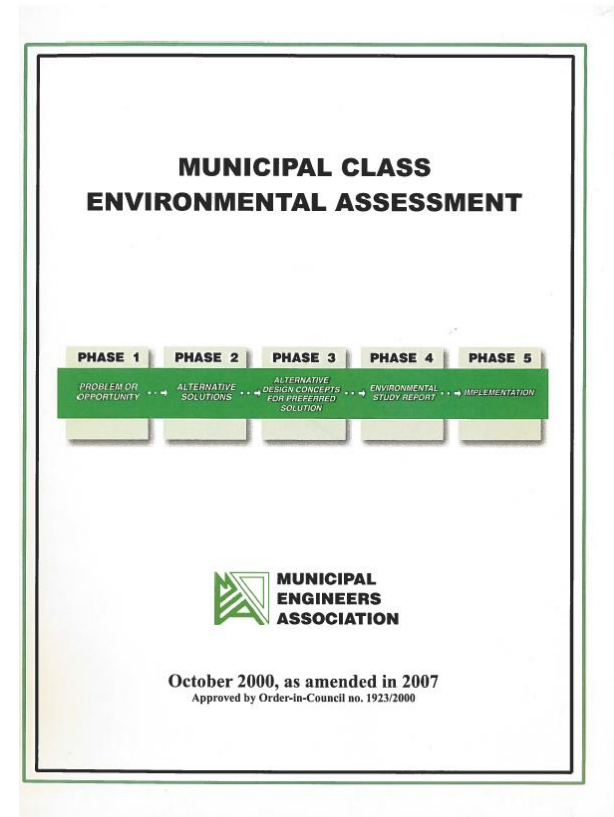 MUNICIPAL CLASS
ENVIRONMENTAL ASSESSMENT
PHASE 1
PHASE 2
PHASE 3
PHASE 4
PHASE 5
PROBLEM OR
OPPORTUNITY
ALTERNATIVE
SOLUTIONS
ALTERNATIVE
DESIGN CONCEPTS
FOR PREFERRED
SOLUTION
ENVIRONMENTAL
STUDY REPORT
IMPLEMENTATION
MEA
MUNICIPAL
ENGINEERS
ASSOCIATION
October 2000, as amended in 2007
Approved by Order-in-Council no. 1923/2000